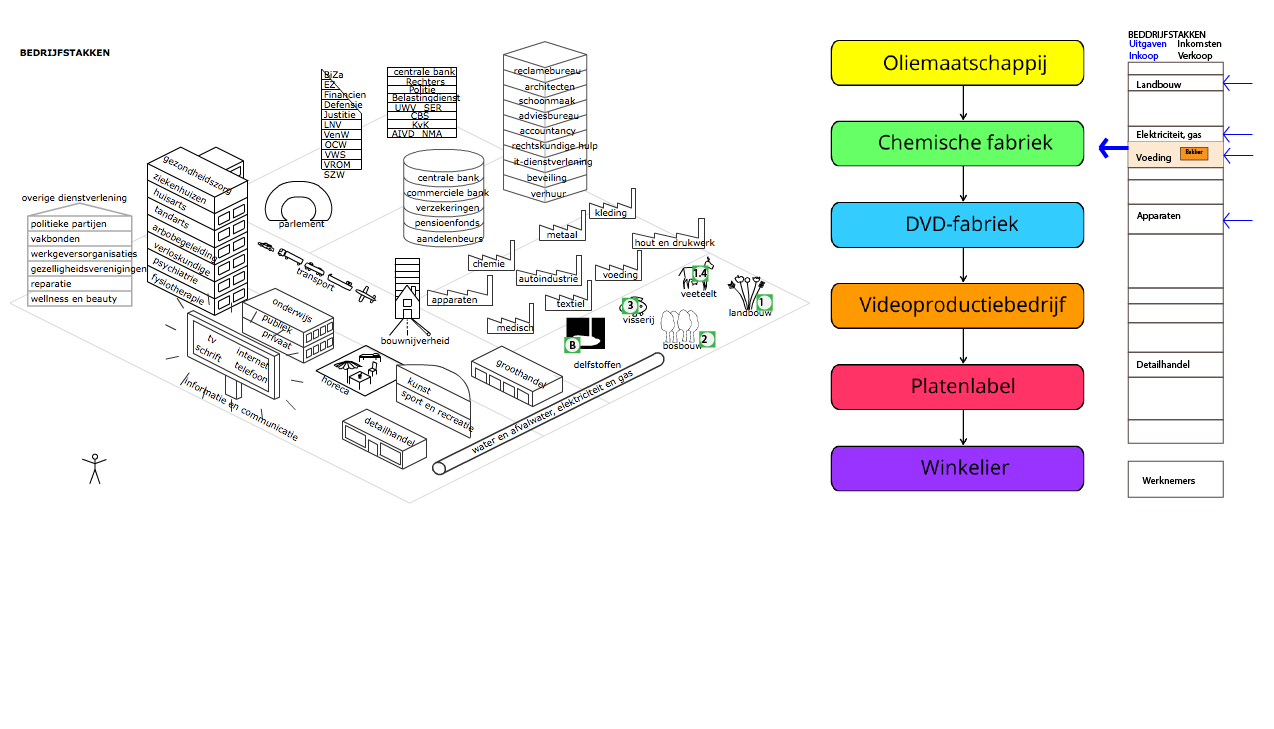 BEDRIJFSTAKKEN
BiZa
EZ
Financien
Defensie
Justitie
LNV
VenW
OCW
VWS
VROM
SZW
centrale bank
Rechters
Politie
Belastingdienst
UWV SER
CBS
KvK
AIVD NMA
reclamebureau
architecten
schoonmaak
adviesbureau
accountancy
rechtskundige hulp
it-dienstverlening
beveiling
verhuur
gezondheidszorg
ziekenhuizen
huisarts
tandarts
arbobegeleiding
verloskundige
psychiatrie
fysiotherapie
overige dienstverlening
politieke partijen
vakbonden
werkgeversorganisaties
gezelligheidsverenigingen
reparatie
wellness en beauty
parlement
centrale bank
commerciele bank
verzekeringen
pensioenfonds
aandelenbeurs
transport
kleding
metaal
hout en drukwerk
chemie
autoindustrie
voeding
apparaten
textiel
medisch
1.4
veeteelt
1
landbouw
3
visserij
2
bosbouw
B
delfstoffen
bouwnijverheid
onderwijs
publiek
privaat
tv
schrift
internet
telefoon
Informatie en communicatie
horeca
kunst
sport en recreatie
groothandel
detailhandel
water en afvalwater, elektriciteit en gas
Oliemaatschappij
Chemische fabriek
DVD-fabriek
Videoproductiebedrijf
Platenlabel
Winkelier
BEDDRIJFSTAKKEN
Uitgaven Inkomsten
Inkoop Verkoop
Landbouw
Elektriciteit, gas
Voeding
Bakker
Apparaten
Detailhandel
Werknemers